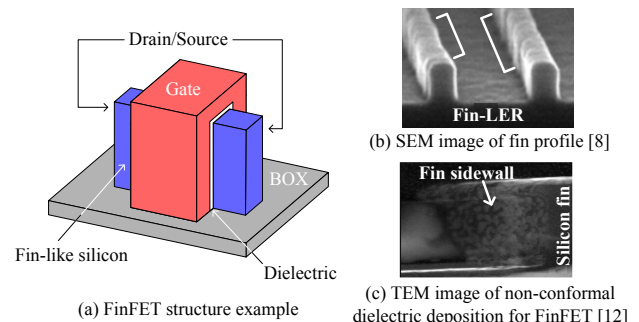 Drain/Source
Gate
BOX
Fin-like silicon
Dielectric
(a) FinFET structure example
Fin-LER
(b) SEM image of fin profile [8]
Fin sidewall
Silicon fin
(c) TEM image of non-conformal
dielectric deposition for FinFET [12]